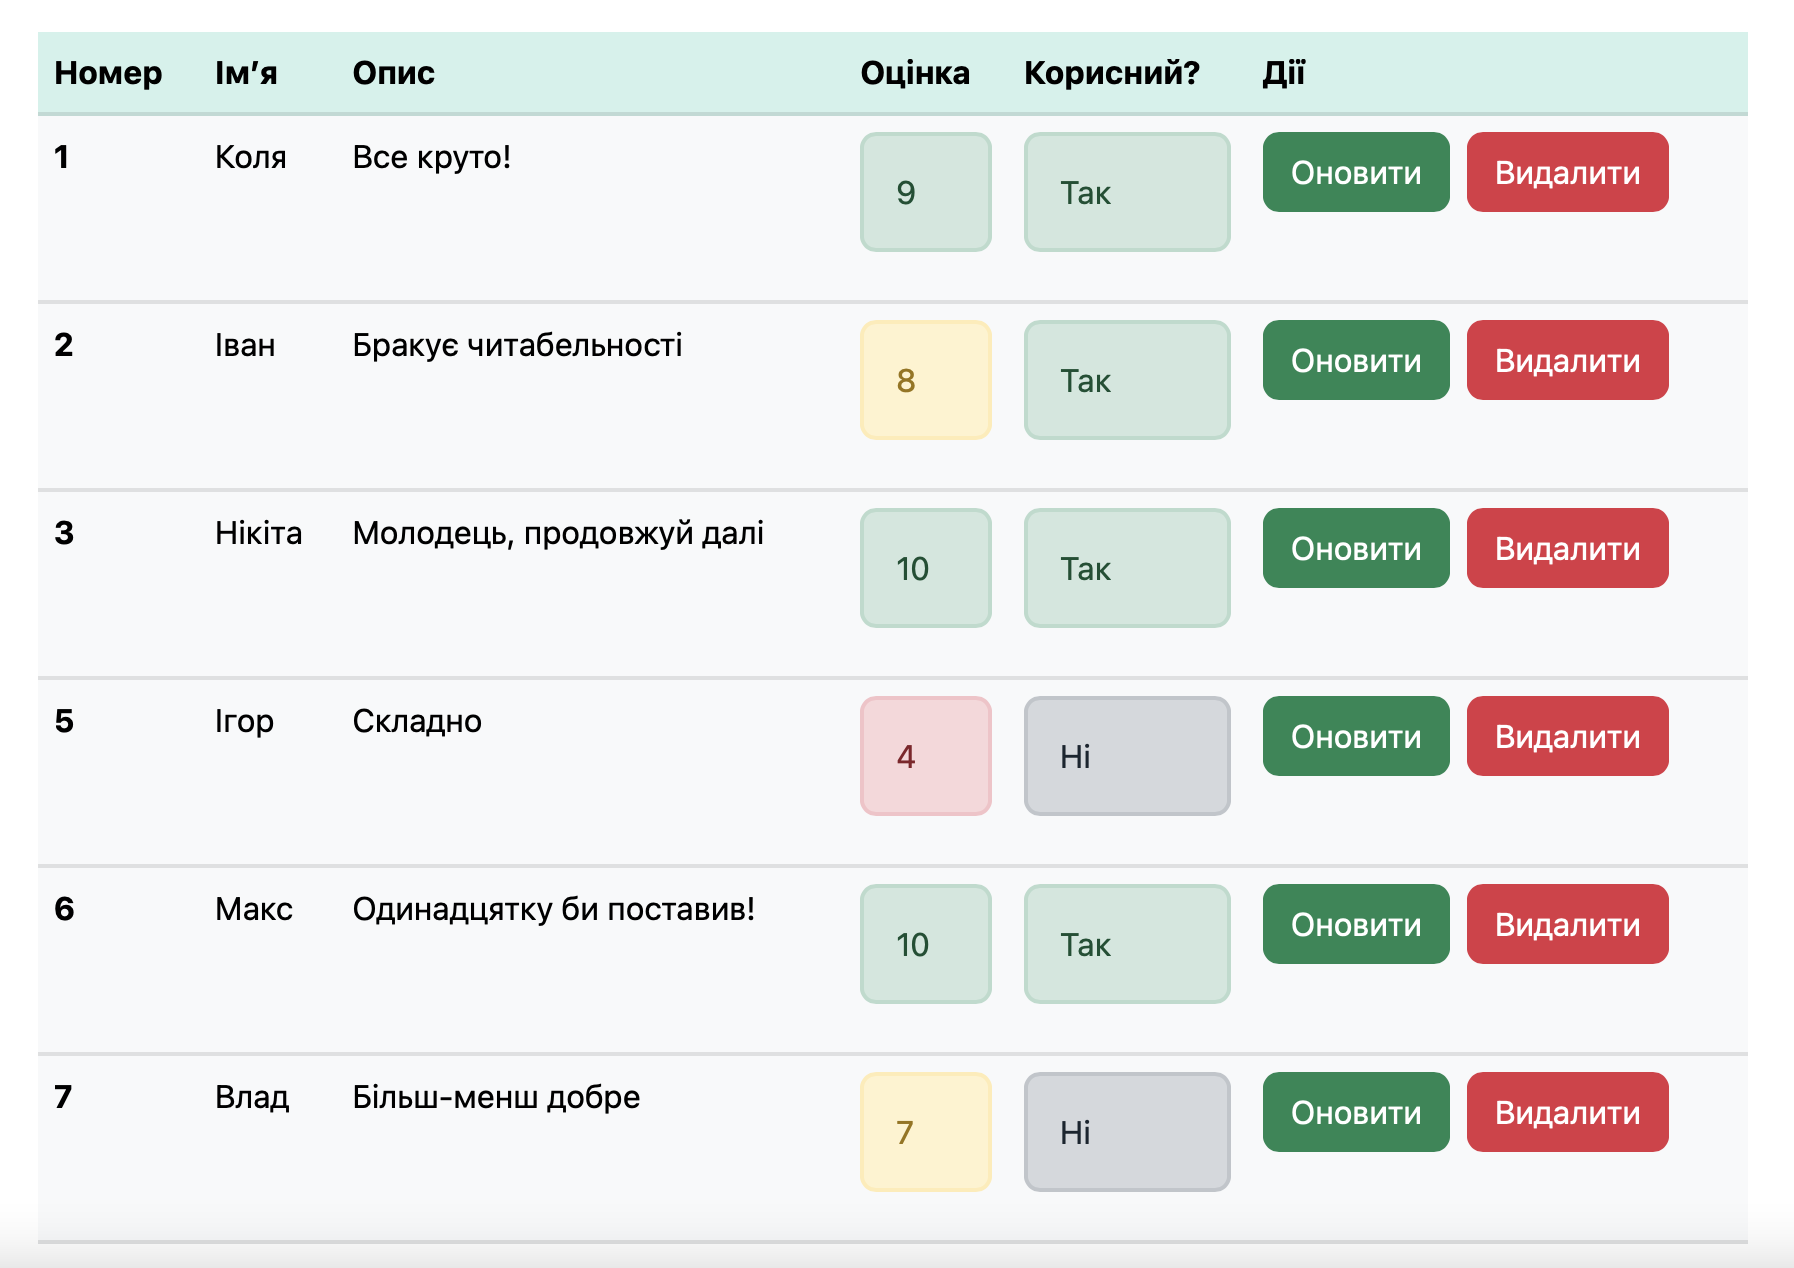 Номер Ім’я Опис Оцінка Корисний? Дії
1 Коля Все круто! 9 Так Оновити Видалити
2 Іван Бракує читабельності 8 Так Оновити Видалити
3 Нікіта Молодець, продовжуй далі 10 Так Оновити Видалити
5 Ігор Складно 4 Ні Оновити Видалити
6 Макс Одинадцятку би поставив! 10 Так Оновити Видалити
7 Влад Більш-менш добре 7 Ні Оновити Видалити